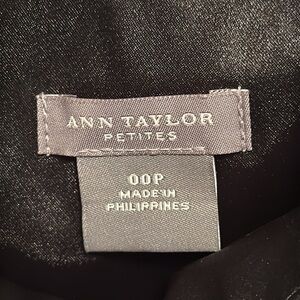 ANN TAYLOR
PETITES
00P
MADE IN
PHILIPPINES